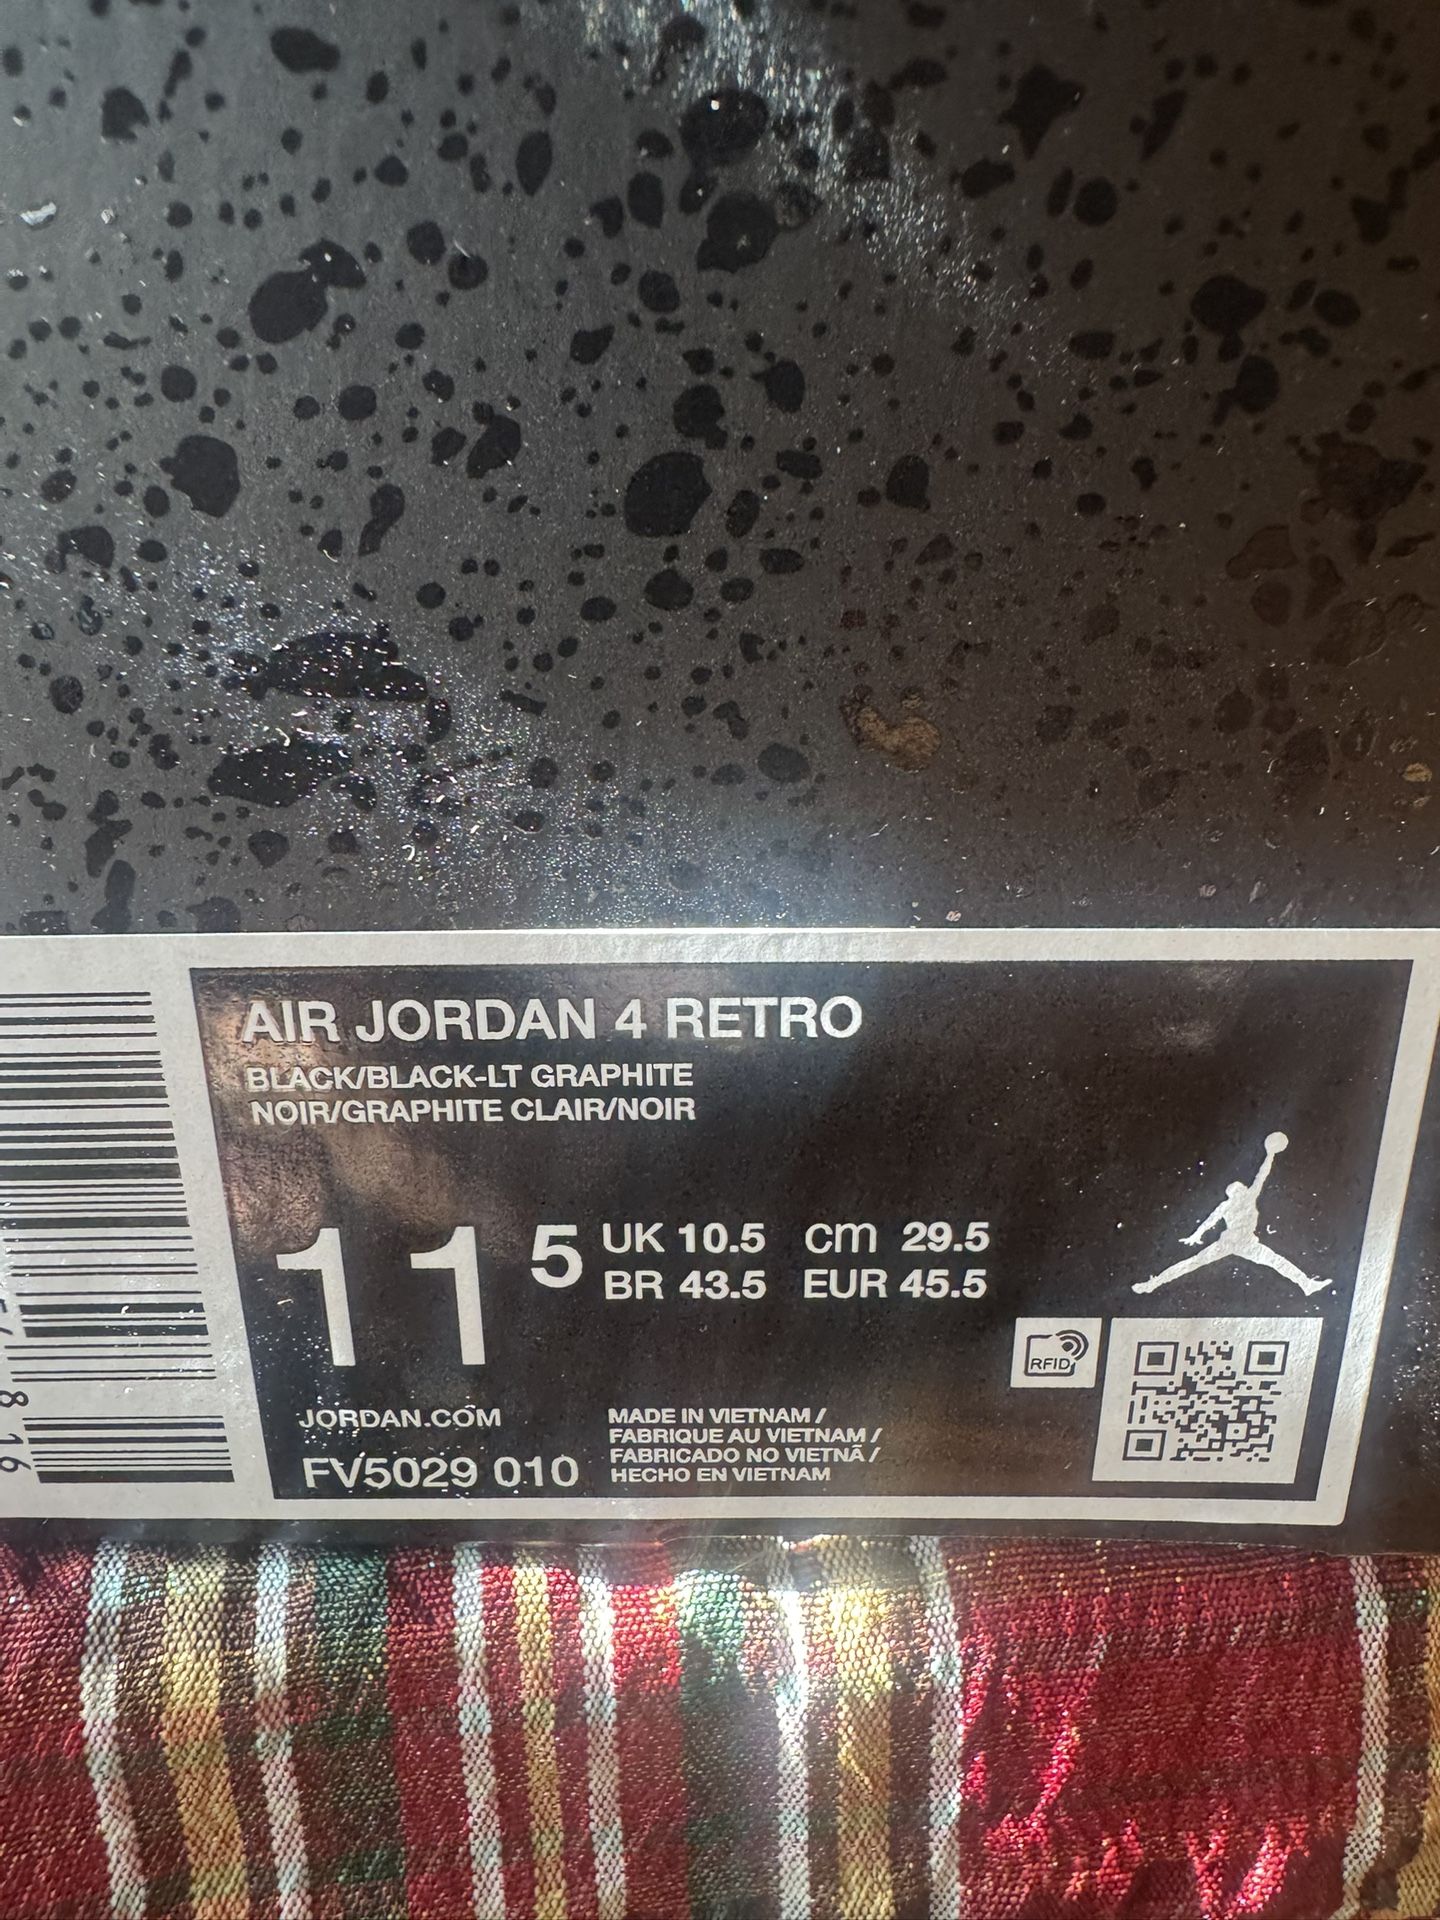 AIR JORDAN 4 RETRO
BLACK/BLACK-LT GRAPHITE
NOIR/GRAPHITE CLAIR/NOIR
11 5
UK 10.5 cm 29.5
BR 43.5 EUR 45.5
RFID
JORDAN.COM
FV5029 010
MADE IN VIETNAM /
FABRIQUE AU VIETNAM /
FABRICADO NO VIETNÃ /
HECHO EN VIETNAM
816